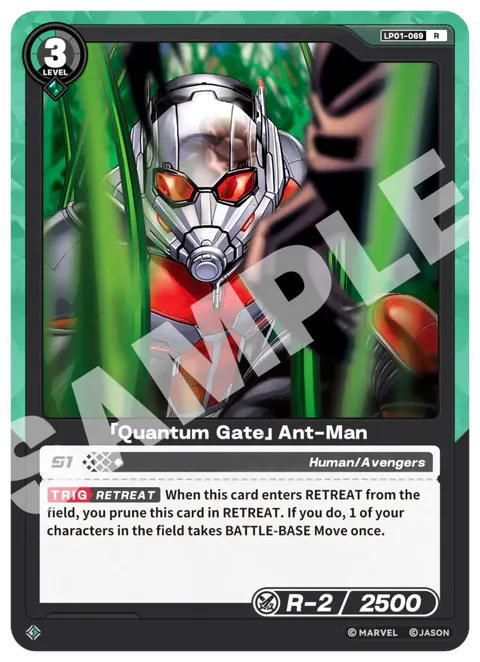 3
LEVEL
LP01-069 R
SAMPLE
「Quantum Gate」 Ant-Man
S1
Human/Avengers
TRIG RETREAT When this card enters RETREAT from the
field, you prune this card in RETREAT. If you do, 1 of your
characters in the field takes BATTLE-BASE Move once.
R-2 / 2500
©MARVEL ©JASON